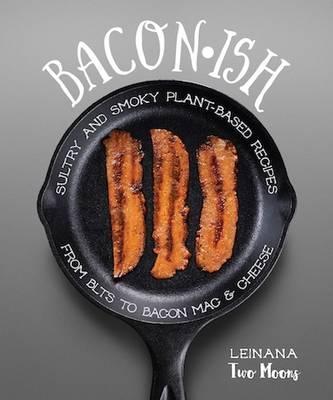 BACON•ISH
SULTRY AND SMOKY PLANT-BASED RECIPES
FROM BLTS TO BACON MAC & CHEESE
LEINANA
Two Moons